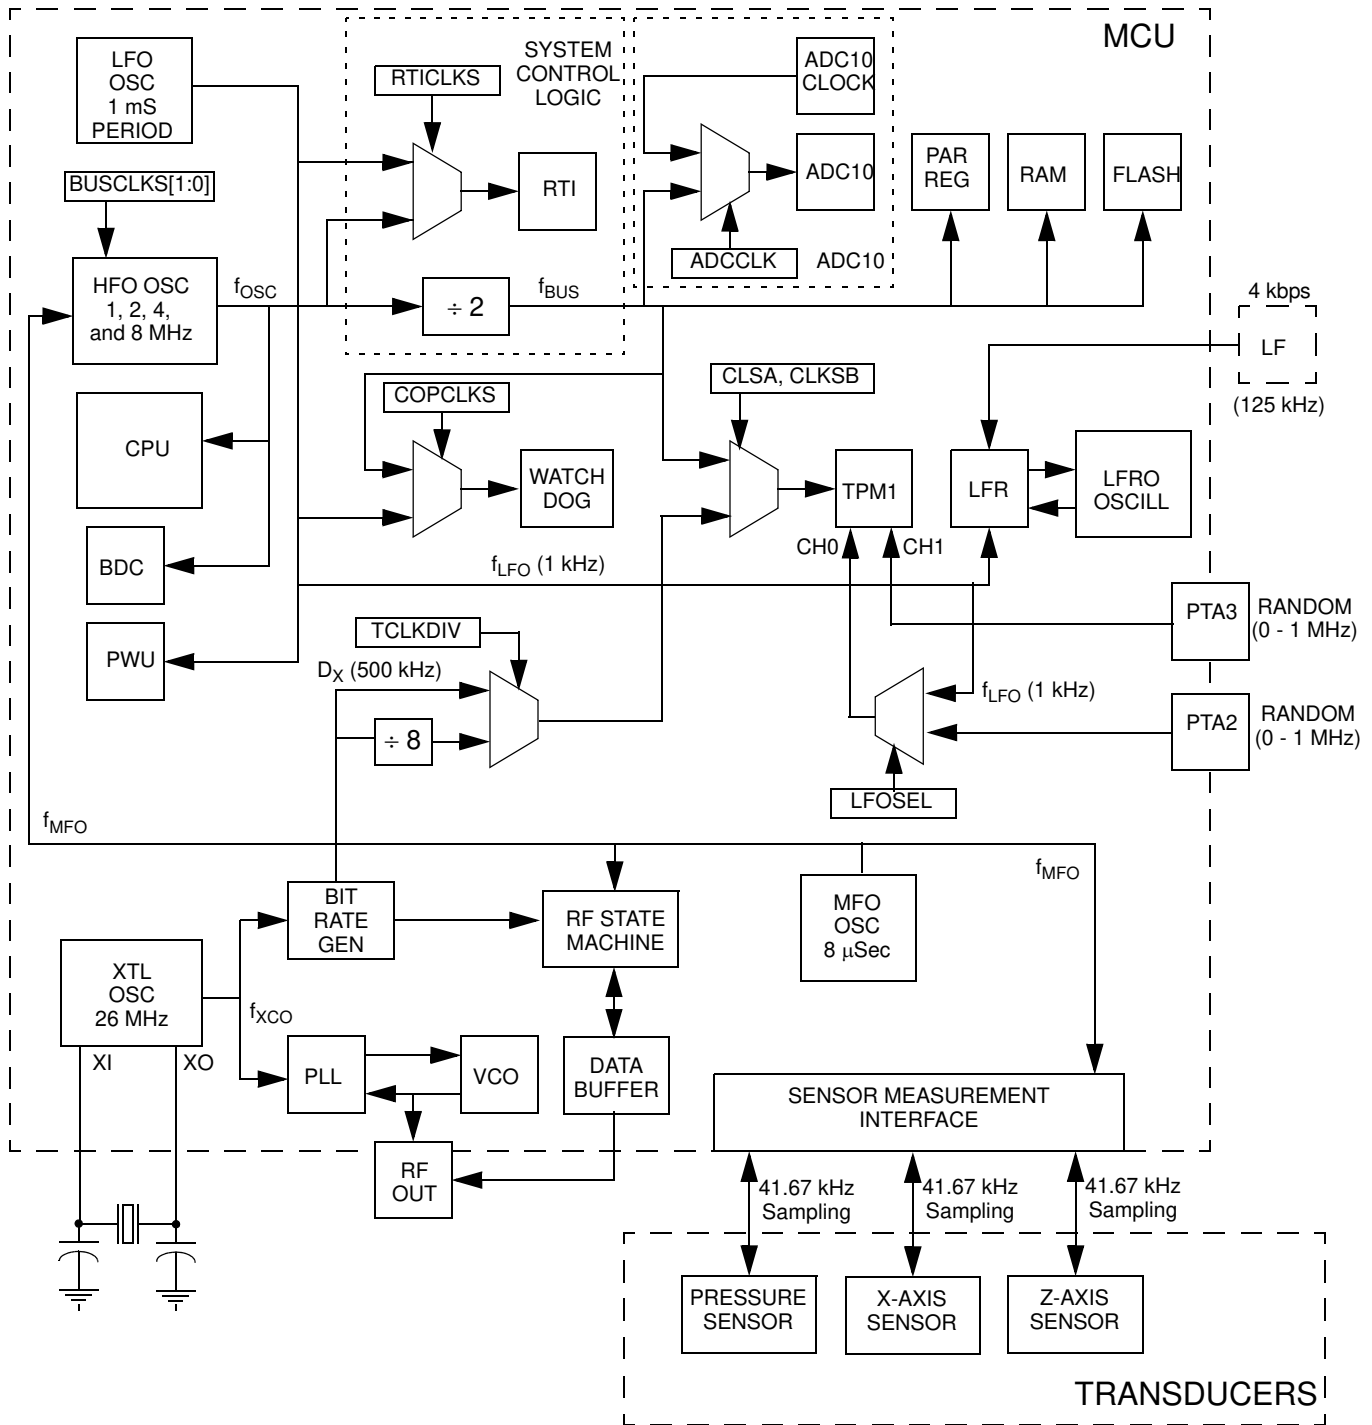 MCU
LFO
OSC
1 mS
PERIOD
SYSTEM
CONTROL
LOGIC
RTICLKS
ADC10
CLOCK
BUSCLKS[1:0]
RTI
ADC10
PAR
REG
RAM
FLASH
ADCCLK
ADC10
HFO OSC
1, 2, 4,
and 8 MHz
fOSC
÷ 2
fBUS
4 kbps
LF
(125 kHz)
CPU
COPCLKS
CLSA, CLKSB
WATCH
DOG
TPM1
LFR
LFRO
OSCILL
CH0
CH1
BDC
fLFO (1 kHz)
PTA3
RANDOM
(0 - 1 MHz)
PWU
TCLKDIV
DX (500 kHz)
÷ 8
fLFO (1 kHz)
PTA2
RANDOM
(0 - 1 MHz)
LFOSEL
fMFO
fMFO
BIT
RATE
GEN
RF STATE
MACHINE
MFO
OSC
8 μSec
XTL
OSC
26 MHz
fXCO
XI
XO
PLL
VCO
DATA
BUFFER
SENSOR MEASUREMENT
INTERFACE
RF
OUT
41.67 kHz
Sampling
41.67 kHz
Sampling
41.67 kHz
Sampling
PRESSURE
SENSOR
X-AXIS
SENSOR
Z-AXIS
SENSOR
TRANSDUCERS